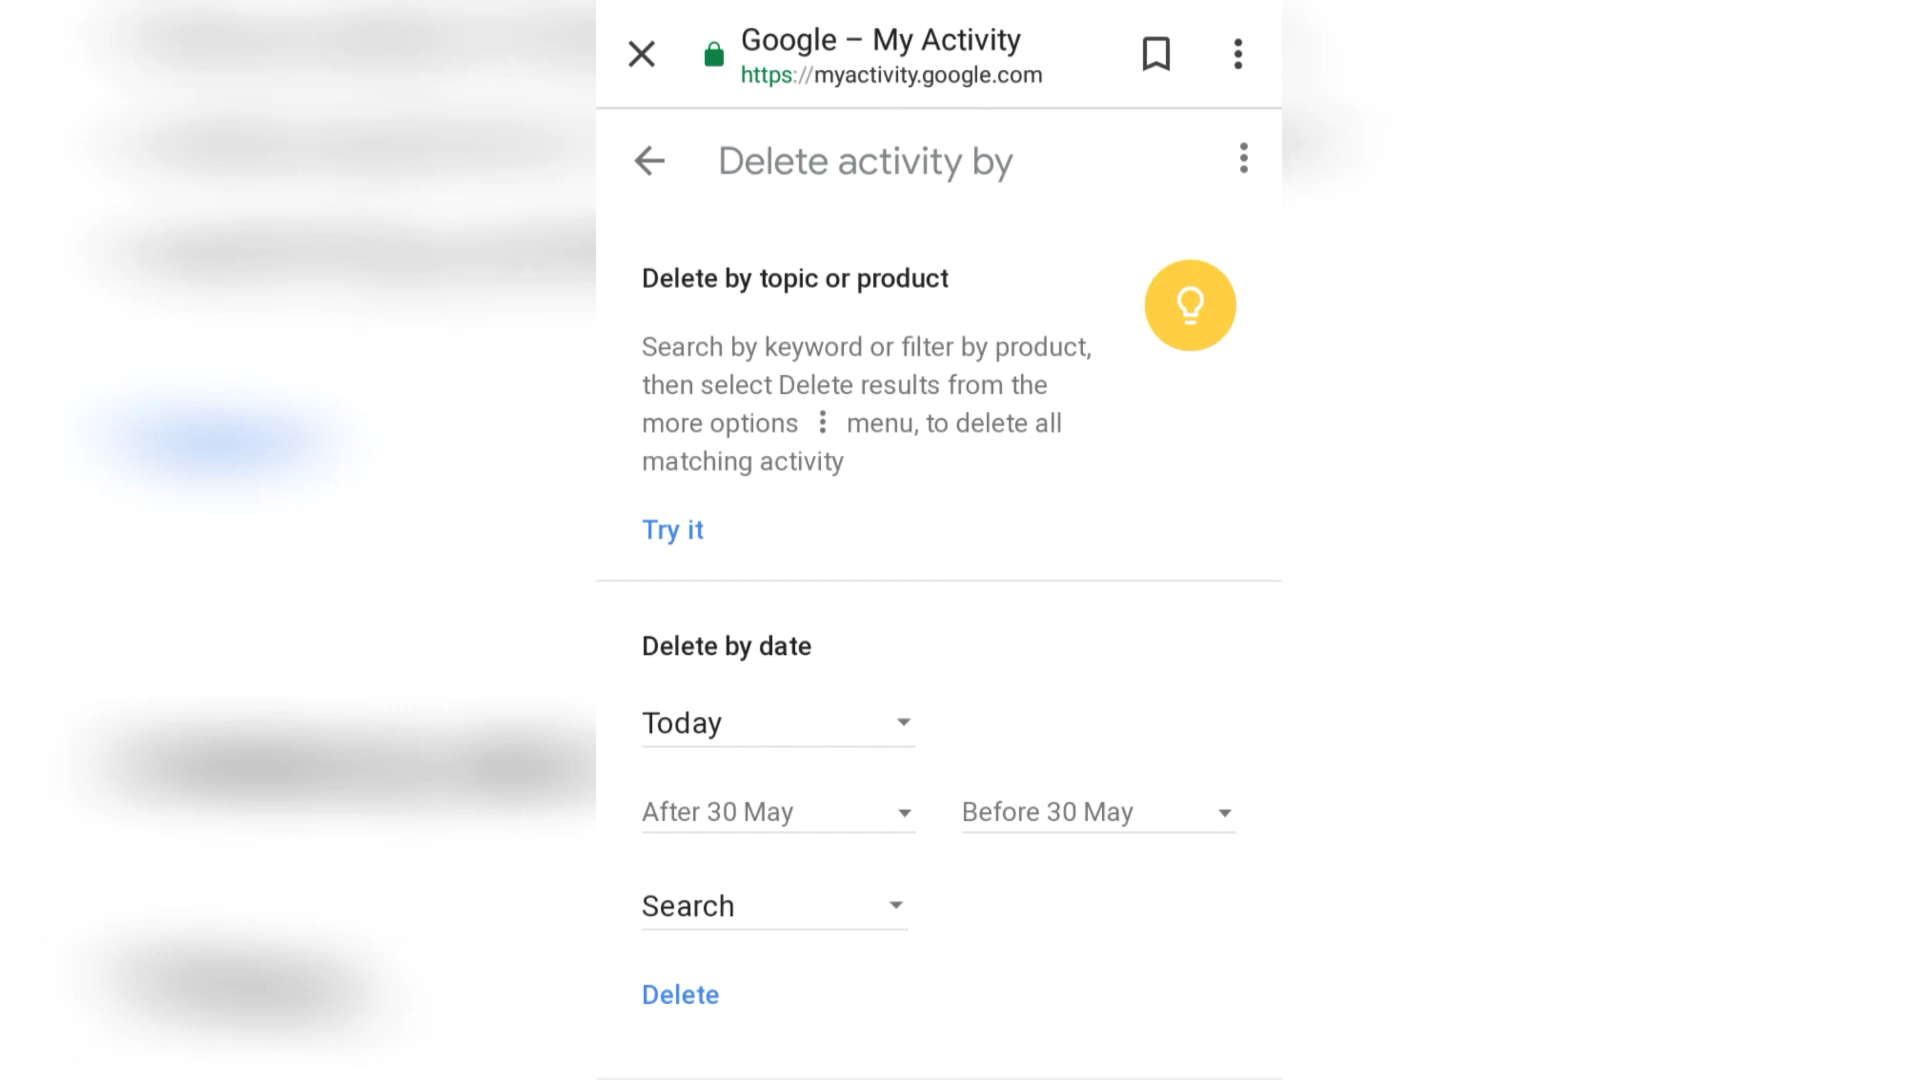 Google – My Activity
https://myactivity.google.com
Delete activity by
Delete by topic or product
Search by keyword or filter by product,
then select Delete results from the
more options ⋮ menu, to delete all
matching activity
Try it
Delete by date
Today
After 30 May
Before 30 May
Search
Delete